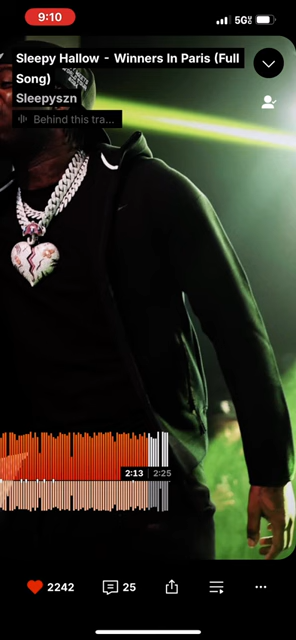 9:10
5GE
Sleepy Hallow - Winners In Paris (Full
Song)
Sleepyszn
Behind this tra...
2:13 2:25
2242
25